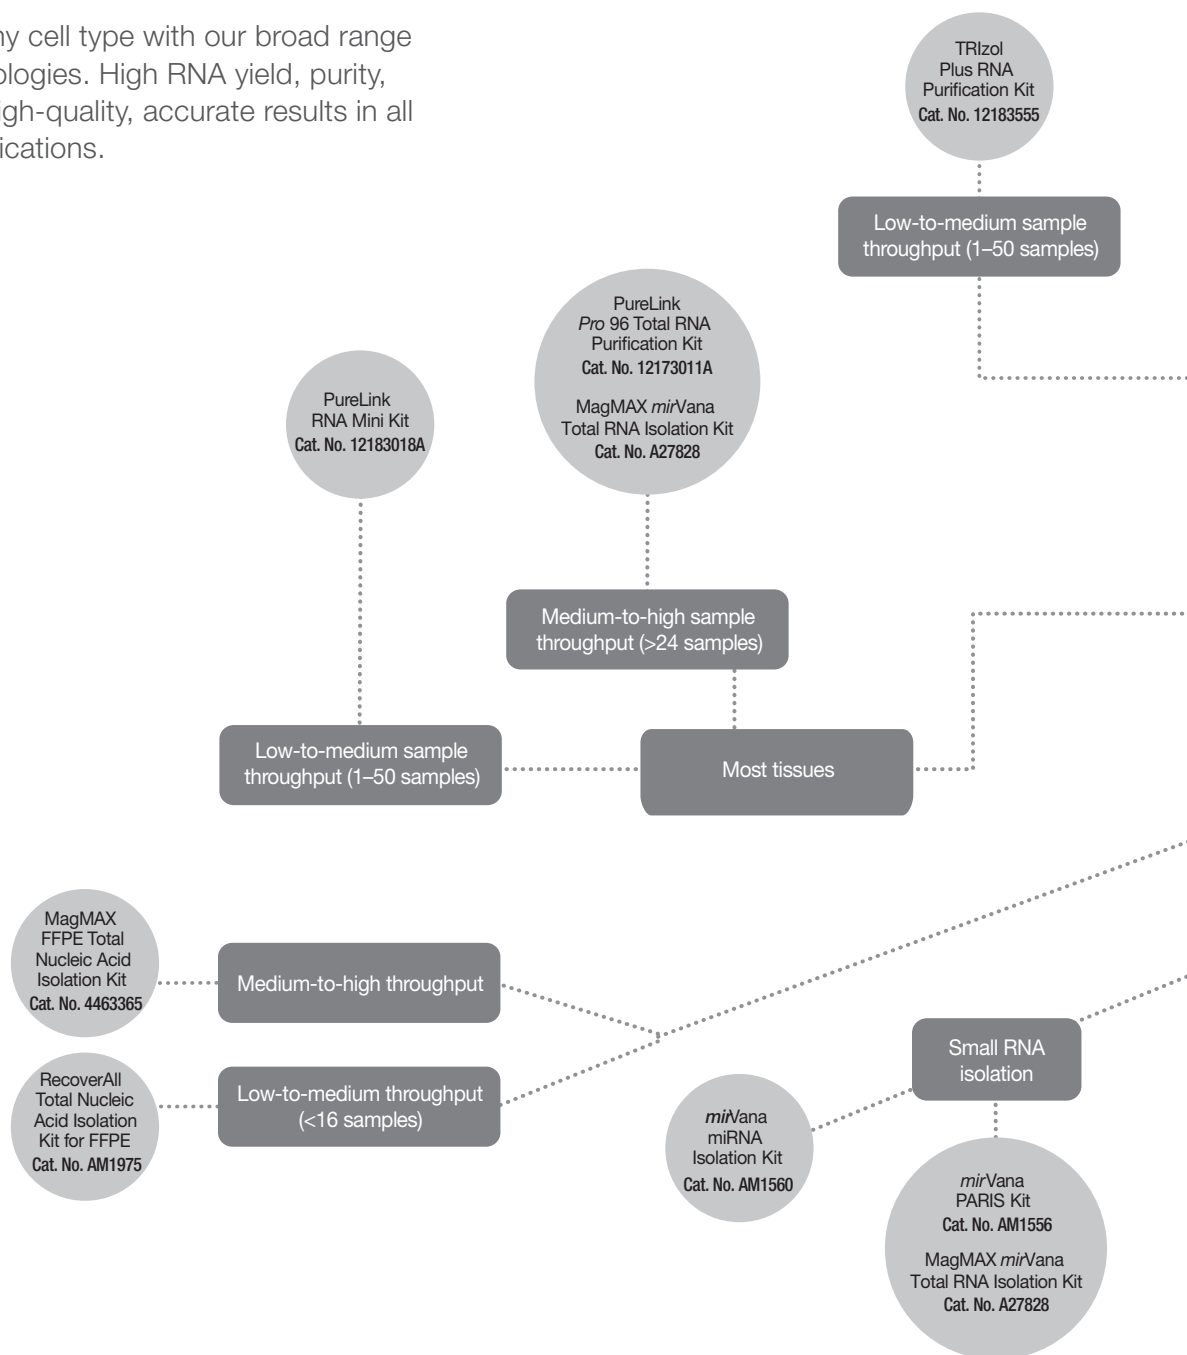 ny cell type with our broad range
ologies. High RNA yield, purity,
igh-quality, accurate results in all
ications.
TRIzol
Plus RNA
Purification Kit
Cat. No. 12183555
Low-to-medium sample
throughput (1–50 samples)
PureLink
Pro 96 Total RNA
Purification Kit
Cat. No. 12173011A
MagMAX mirVana
Total RNA Isolation Kit
Cat. No. A27828
PureLink
RNA Mini Kit
Cat. No. 12183018A
Medium-to-high sample
throughput (>24 samples)
Low-to-medium sample
throughput (1–50 samples)
Most tissues
MagMAX
FFPE Total
Nucleic Acid
Isolation Kit
Cat. No. 4463365
Medium-to-high throughput
RecoverAll
Total Nucleic
Acid Isolation
Kit for FFPE
Cat. No. AM1975
Low-to-medium throughput
(<16 samples)
Small RNA
isolation
mirVana
miRNA
Isolation Kit
Cat. No. AM1560
mirVana
PARIS Kit
Cat. No. AM1556
MagMAX mirVana
Total RNA Isolation Kit
Cat. No. A27828